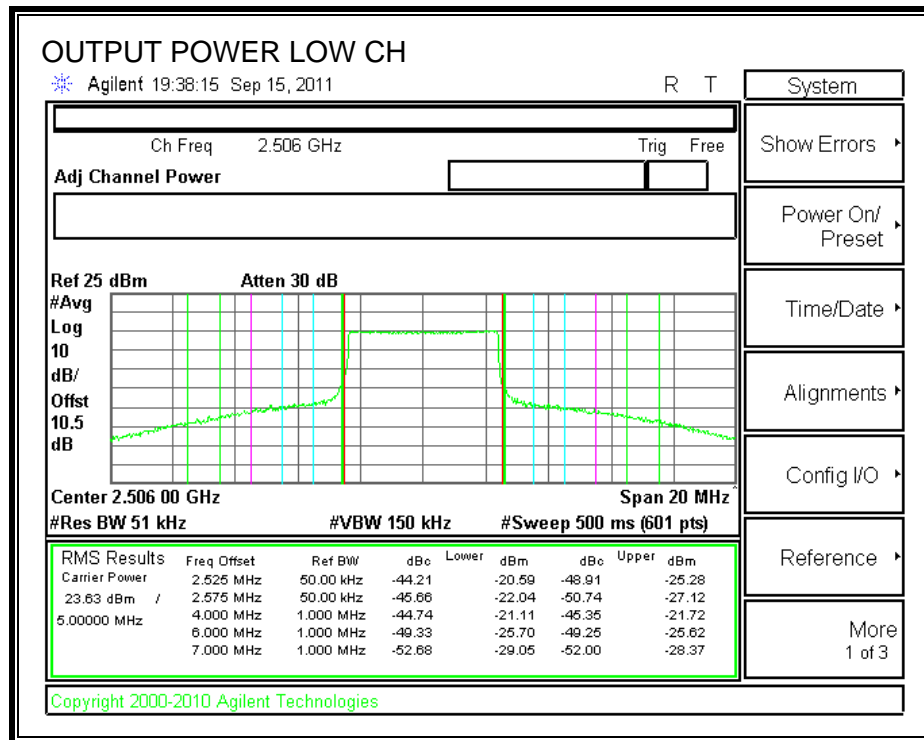 OUTPUT POWER LOW CH
Agilent 19:38:15 Sep 15, 2011 R T
System
Ch Freq 2.506 GHz Trig Free
Show Errors
Adj Channel Power
Power On/
Preset
Ref 25 dBm Atten 30 dB
#Avg
Log
10
dB/
Offst
10.5
dB
Time/Date
Alignments
Config I/O
Center 2.506 00 GHz Span 20 MHz
#Res BW 51 kHz #VBW 150 kHz #Sweep 500 ms (601 pts)
RMS Results Freq Offset Ref BW dBc Lower dBm dBc Upper dBm
Carrier Power 2.525 MHz 50.00 kHz -44.21 -20.59 -48.91 -25.28
23.63 dBm / 2.575 MHz 50.00 kHz -45.66 -22.04 -50.74 -27.12
5.00000 MHz 4.000 MHz 1.000 MHz -44.74 -21.11 -45.35 -21.72
6.000 MHz 1.000 MHz -49.33 -25.70 -49.25 -25.62
7.000 MHz 1.000 MHz -52.68 -29.05 -52.00 -28.37
Reference
More
1 of 3
Copyright 2000-2010 Agilent Technologies